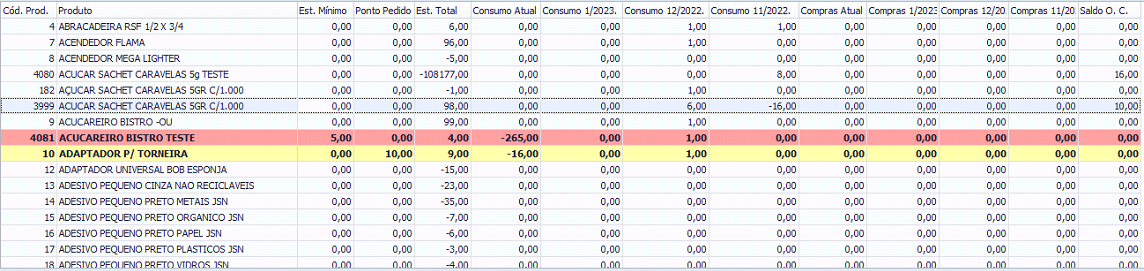 Cód. Prod. Produto Est. Mínimo Ponto Pedido Est. Total Consumo Atual Consumo 1/2023. Consumo 12/2022. Consumo 11/2022. Compras Atual Compras 1/2023 Compras 12/20 Compras 11/20 Saldo O. C.
4 ABRACADEIRA RSF 1/2 X 3/4 0,00 0,00 6,00 0,00 0,00 1,00 1,00 0,00 0,00 0,00 0,00 0,00
7 ACENDEDOR FLAMA 0,00 0,00 96,00 0,00 0,00 1,00 0,00 0,00 0,00 0,00 0,00 0,00
8 ACENDEDOR MEGA LIGHTER 0,00 0,00 -5,00 0,00 0,00 0,00 0,00 0,00 0,00 0,00 0,00 0,00
4080 ACUCAR SACHET CARAVELAS 5g TESTE 0,00 0,00 -108177,00 0,00 0,00 0,00 8,00 0,00 0,00 0,00 0,00 16,00
182 AÇUCAR SACHET CARAVELAS 5GR C/1.000 0,00 0,00 -1,00 0,00 0,00 1,00 0,00 0,00 0,00 0,00 0,00 0,00
3999 ACUCAR SACHET CARAVELAS 5GR C/1.000 0,00 0,00 98,00 0,00 0,00 6,00 -16,00 0,00 0,00 0,00 0,00 10,00
9 ACUCAREIRO BISTRO -OU 0,00 0,00 99,00 0,00 0,00 1,00 0,00 0,00 0,00 0,00 0,00 0,00
4081 ACUCAREIRO BISTRO TESTE 5,00 0,00 4,00 -265,00 0,00 1,00 0,00 0,00 0,00 0,00 0,00 0,00
10 ADAPTADOR P/ TORNEIRA 0,00 10,00 9,00 -16,00 0,00 1,00 0,00 0,00 0,00 0,00 0,00 0,00
12 ADAPTADOR UNIVERSAL BOB ESPONJA 0,00 0,00 -15,00 0,00 0,00 0,00 0,00 0,00 0,00 0,00 0,00 0,00
13 ADESIVO PEQUENO CINZA NAO RECICLAVEIS 0,00 0,00 -23,00 0,00 0,00 0,00 0,00 0,00 0,00 0,00 0,00 0,00
14 ADESIVO PEQUENO PRETO METAIS JSN 0,00 0,00 -35,00 0,00 0,00 0,00 0,00 0,00 0,00 0,00 0,00 0,00
15 ADESIVO PEQUENO PRETO ORGANICO JSN 0,00 0,00 -7,00 0,00 0,00 0,00 0,00 0,00 0,00 0,00 0,00 0,00
16 ADESIVO PEQUENO PRETO PAPEL JSN 0,00 0,00 -6,00 0,00 0,00 0,00 0,00 0,00 0,00 0,00 0,00 0,00
17 ADESIVO PEQUENO PRETO PLASTICOS JSN 0,00 0,00 -3,00 0,00 0,00 0,00 0,00 0,00 0,00 0,00 0,00 0,00
18 ADESIVO PEQUENO PRETO VIDROS JSN 0,00 0,00 -4,00 0,00 0,00 0,00 0,00 0,00 0,00 0,00 0,00 0,00